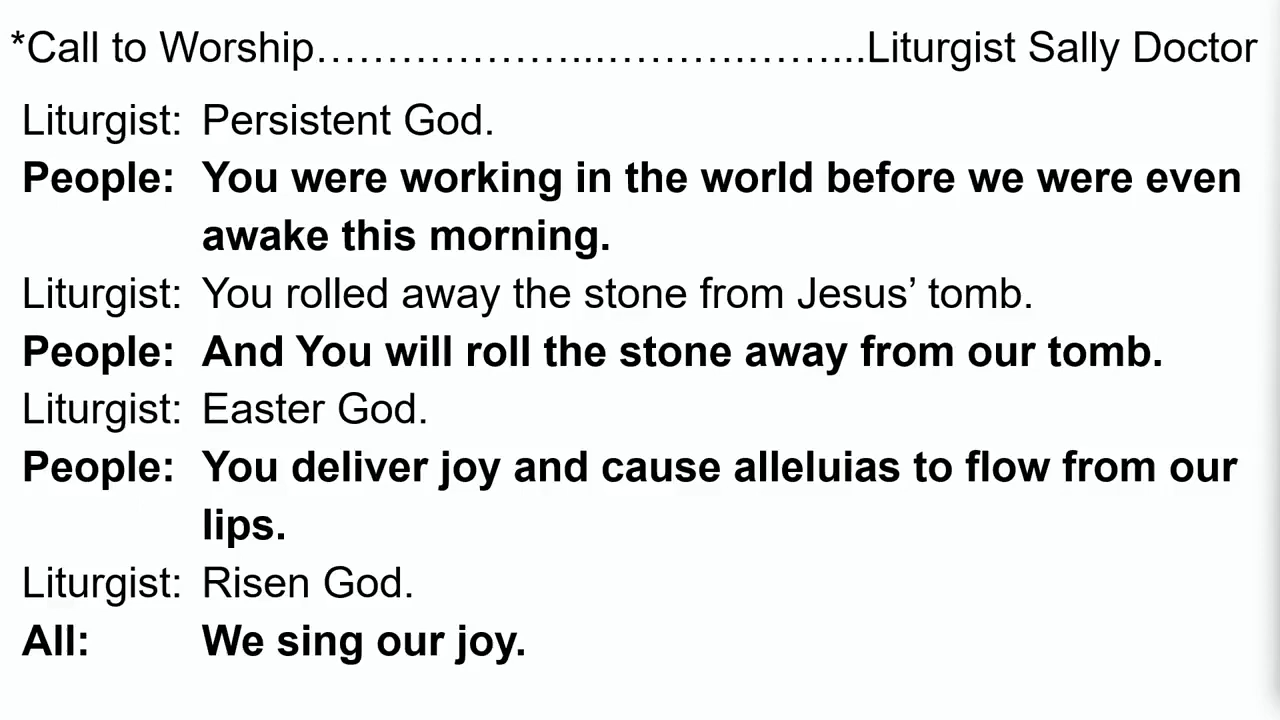 *Call to Worship…………………...……….……...Liturgist Sally Doctor
Liturgist: Persistent God.
People: You were working in the world before we were even
awake this morning.
Liturgist: You rolled away the stone from Jesus’ tomb.
People: And You will roll the stone away from our tomb.
Liturgist: Easter God.
People: You deliver joy and cause alleluias to flow from our
lips.
Liturgist: Risen God.
All: We sing our joy.